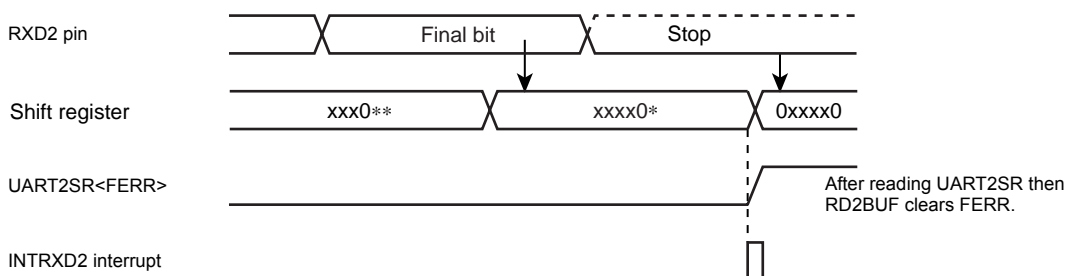 RXD2 pin
Final bit
Stop
Shift register
xxx0**
xxxx0*
0xxxx0
UART2SR<FERR>
After reading UART2SR then
RD2BUF clears FERR.
INTRXD2 interrupt